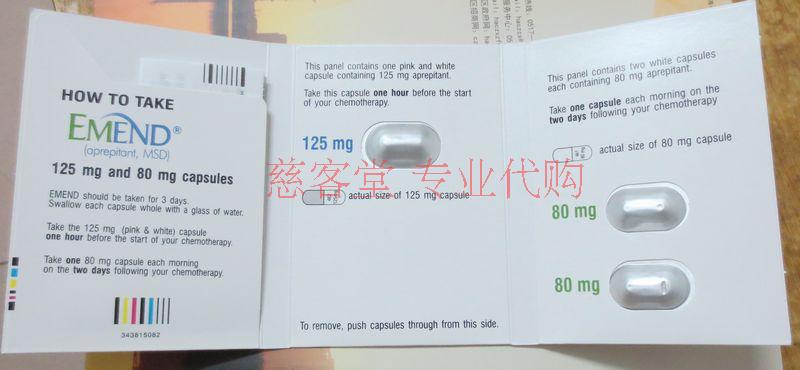 HOW TO TAKE
EMEND®
(aprepitant, MSD)
125 mg and 80 mg capsules
EMEND should be taken for 3 days.
Swallow each capsule whole with a glass of water.
Take the 125 mg (pink & white) capsule
one hour before the start of your chemotherapy.
Take one 80 mg capsule each morning
on the two days following your chemotherapy.
343815082
This panel contains one pink and white
capsule containing 125 mg aprepitant.
Take this capsule one hour before the start
of your chemotherapy.
125 mg
actual size of 125 mg capsule
To remove, push capsules through from this side.
This panel contains two white capsules
each containing 80 mg aprepitant.
Take one capsule each morning on the
two days following your chemotherapy
actual size of 80 mg capsule
80 mg
80 mg
慈客堂 专业代购